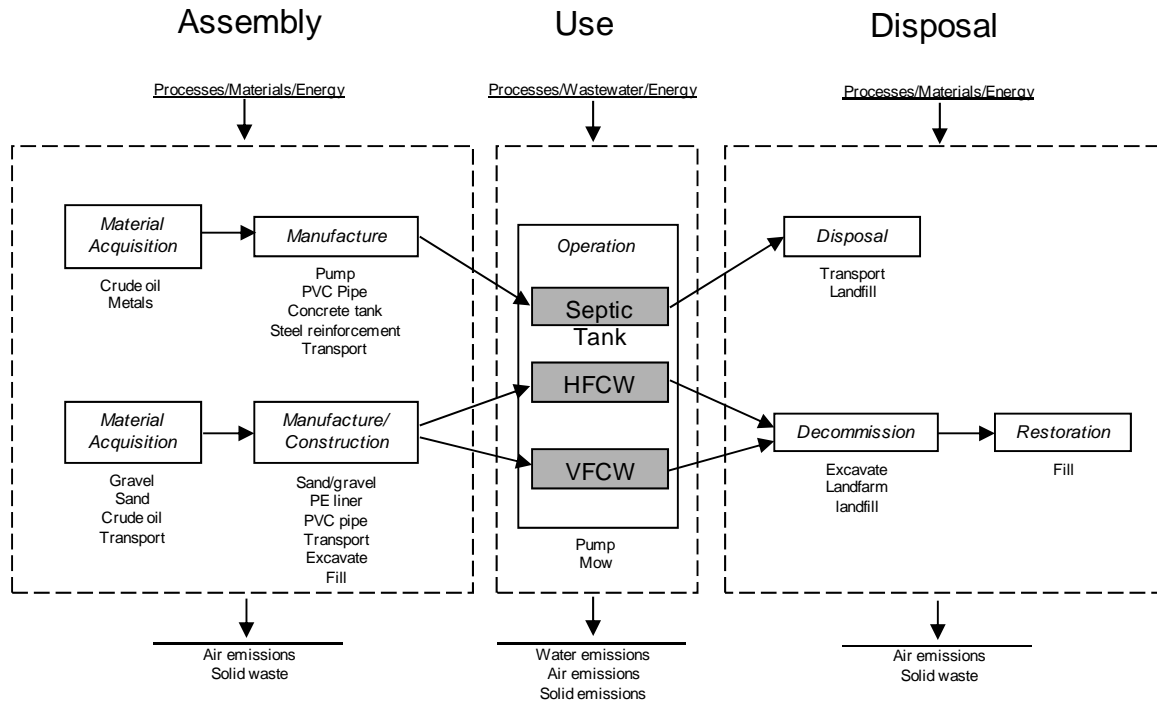 Assembly
Use
Disposal
Processes/Materials/Energy
Processes/Wastewater/Energy
Processes/Materials/Energy
Material
Acquisition
Crude oil
Metals
Manufacture
Pump
PVC Pipe
Concrete tank
Steel reinforcement
Transport
Operation
Septic
Tank
HFCW
VFCW
Pump
Mow
Disposal
Transport
Landfill
Material
Acquisition
Gravel
Sand
Crude oil
Transport
Manufacture/
Construction
Sand/gravel
PE liner
PVC pipe
Transport
Excavate
Fill
Decommission
Excavate
Landfarm
landfill
Restoration
Fill
Air emissions
Solid waste
Water emissions
Air emissions
Solid emissions
Air emissions
Solid waste